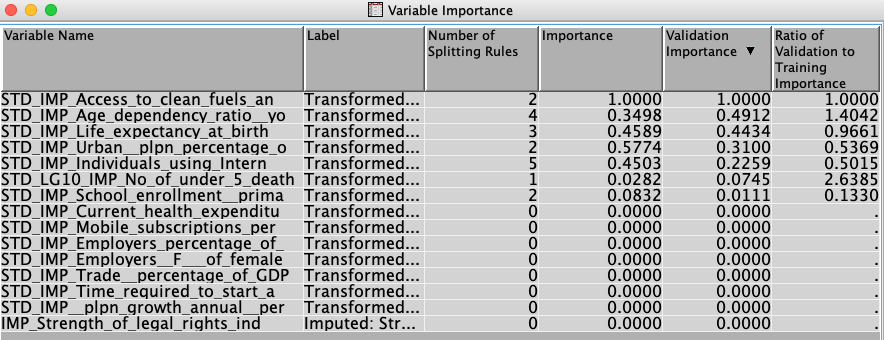 Variable Importance
Variable Name Label Number of Splitting Rules Importance Validation Importance ▼ Ratio of Validation to Training Importance
STD_IMP_Access_to_clean_fuels_an Transformed... 2 1.0000 1.0000 1.0000
STD_IMP_Age_dependency_ratio__yo Transformed... 4 0.3498 0.4912 1.4042
STD_IMP_Life_expectancy_at_birth Transformed... 3 0.4589 0.4434 0.9661
STD_IMP_Urban__plpn_percentage_o Transformed... 2 0.5774 0.3100 0.5369
STD_IMP_Individuals_using_Intern Transformed... 5 0.4503 0.2259 0.5015
STD_LG10_IMP_No_of_under_5_death Transformed... 1 0.0282 0.0745 2.6385
STD_IMP_School_enrollment__prima Transformed... 2 0.0832 0.0111 0.1330
STD_IMP_Current_health_expenditu Transformed... 0 0.0000 0.0000 .
STD_IMP_Mobile_subscriptions_per Transformed... 0 0.0000 0.0000 .
STD_IMP_Employers_percentage_of_ Transformed... 0 0.0000 0.0000 .
STD_IMP_Employers__F___of_female Transformed... 0 0.0000 0.0000 .
STD_IMP_Trade__percentage_of_GDP Transformed... 0 0.0000 0.0000 .
STD_IMP_Time_required_to_start_a Transformed... 0 0.0000 0.0000 .
STD_IMP__plpn_growth_annual__per Transformed... 0 0.0000 0.0000 .
IMP_Strength_of_legal_rights_ind Imputed: Str... 0 0.0000 0.0000 .